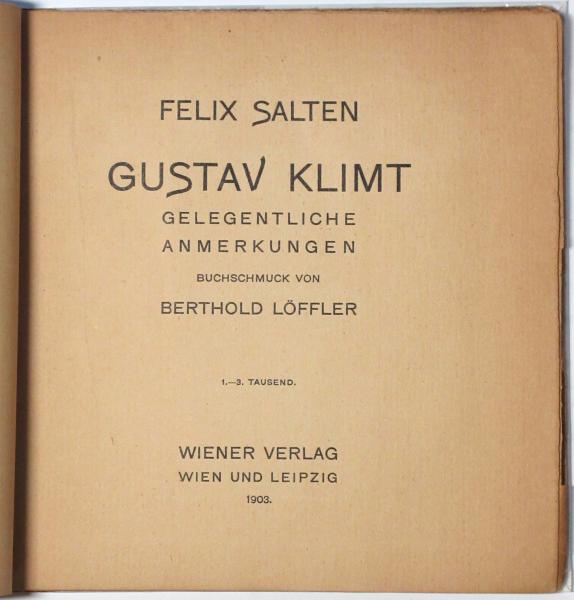 FELIX SALTEN
GUSTAV KLIMT
GELEGENTLICHE
ANMERKUNGEN
BUCHSCHMUCK VON
BERTHOLD LÖFFLER
1.—3. TAUSEND.
WIENER VERLAG
WIEN UND LEIPZIG
1903.